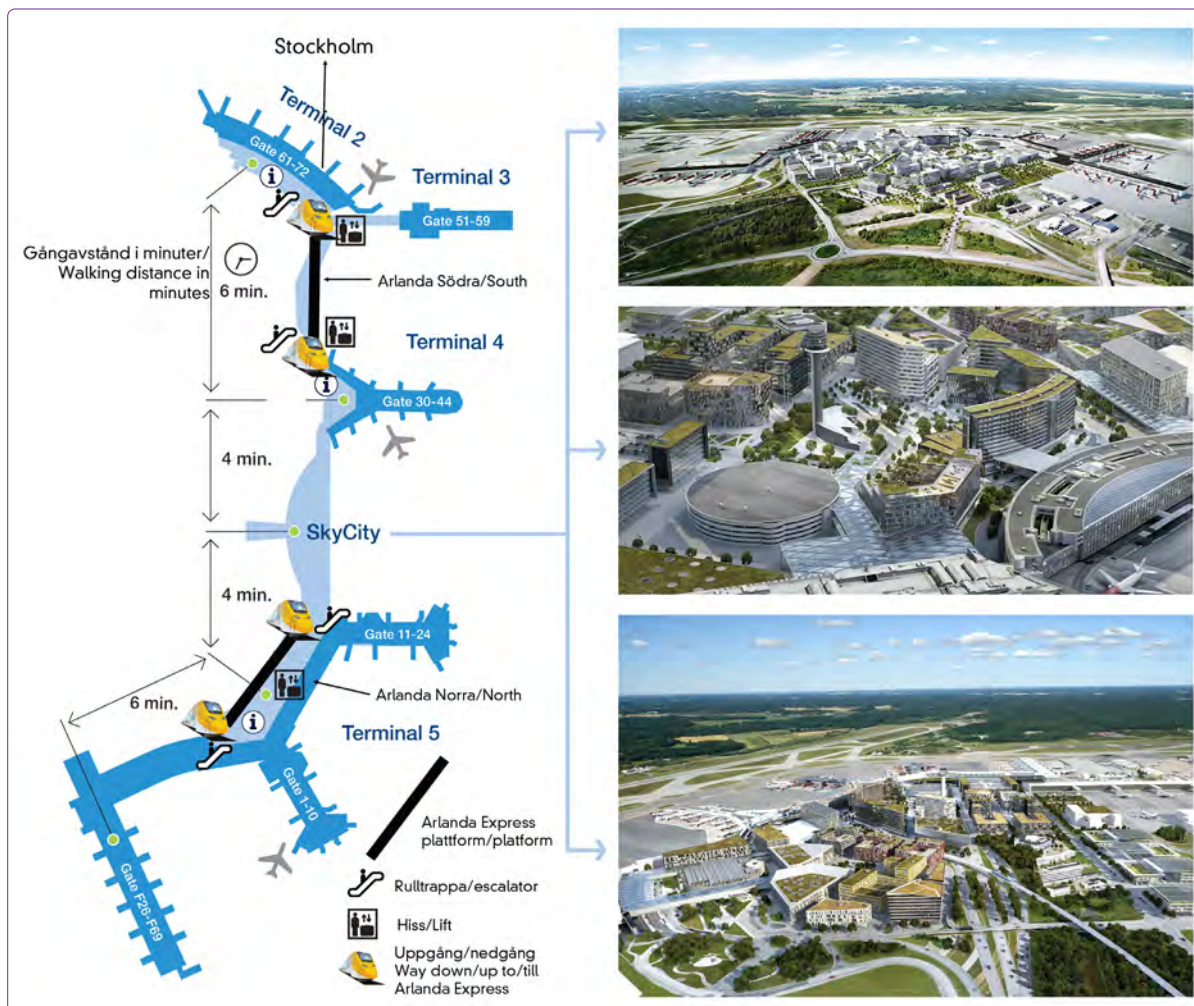 Stockholm
Terminal 2
Gate 61-72
Terminal 3
Gate 51-59
Gångavstånd i minuter/
Walking distance in
minutes
6 min.
Arlanda Södra/South
Terminal 4
Gate 30-44
4 min.
SkyCity
4 min.
Gate 11-24
Arlanda Norra/North
6 min.
Terminal 5
Gate 1-10
Gate F26-F69
Arlanda Express
plattform/platform
Rulltrappa/escalator
Hiss/Lift
Uppgång/nedgång
Way down/up to/till
Arlanda Express